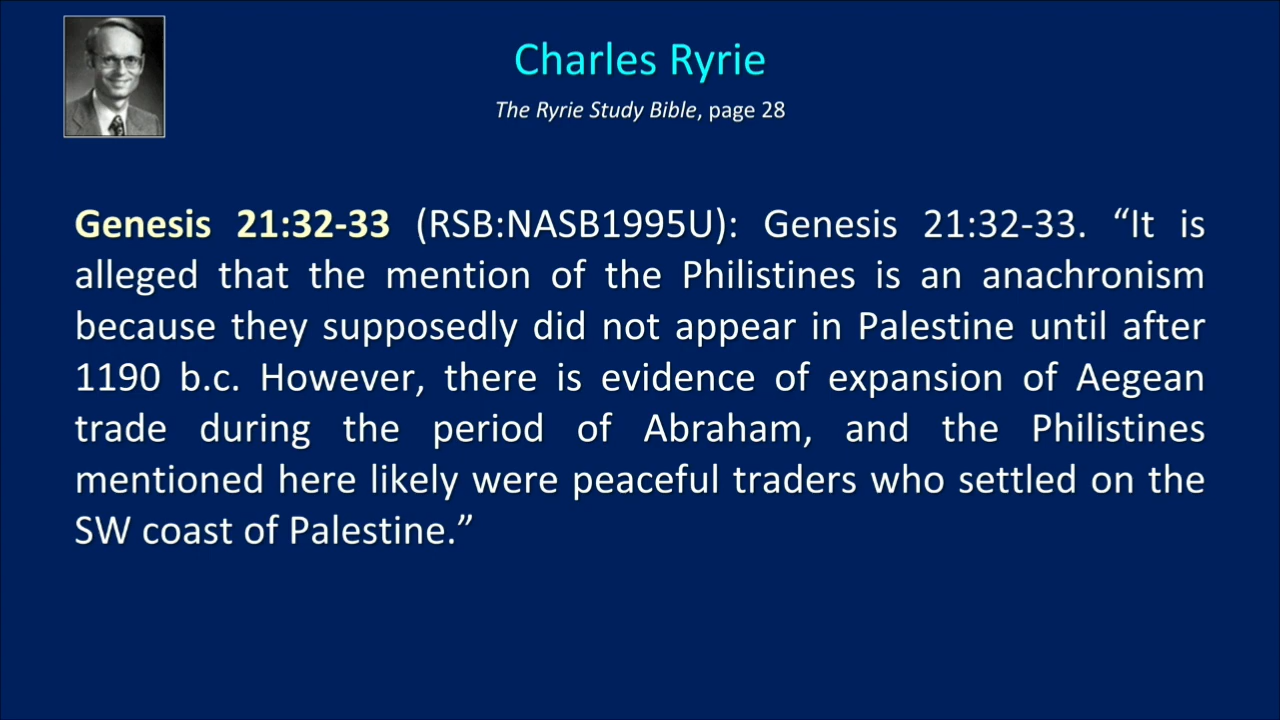 Charles Ryrie
The Ryrie Study Bible, page 28
Genesis 21:32-33 (RSB:NASB1995U): Genesis 21:32-33. “It is
alleged that the mention of the Philistines is an anachronism
because they supposedly did not appear in Palestine until after
1190 b.c. However, there is evidence of expansion of Aegean
trade during the period of Abraham, and the Philistines
mentioned here likely were peaceful traders who settled on the
SW coast of Palestine.”